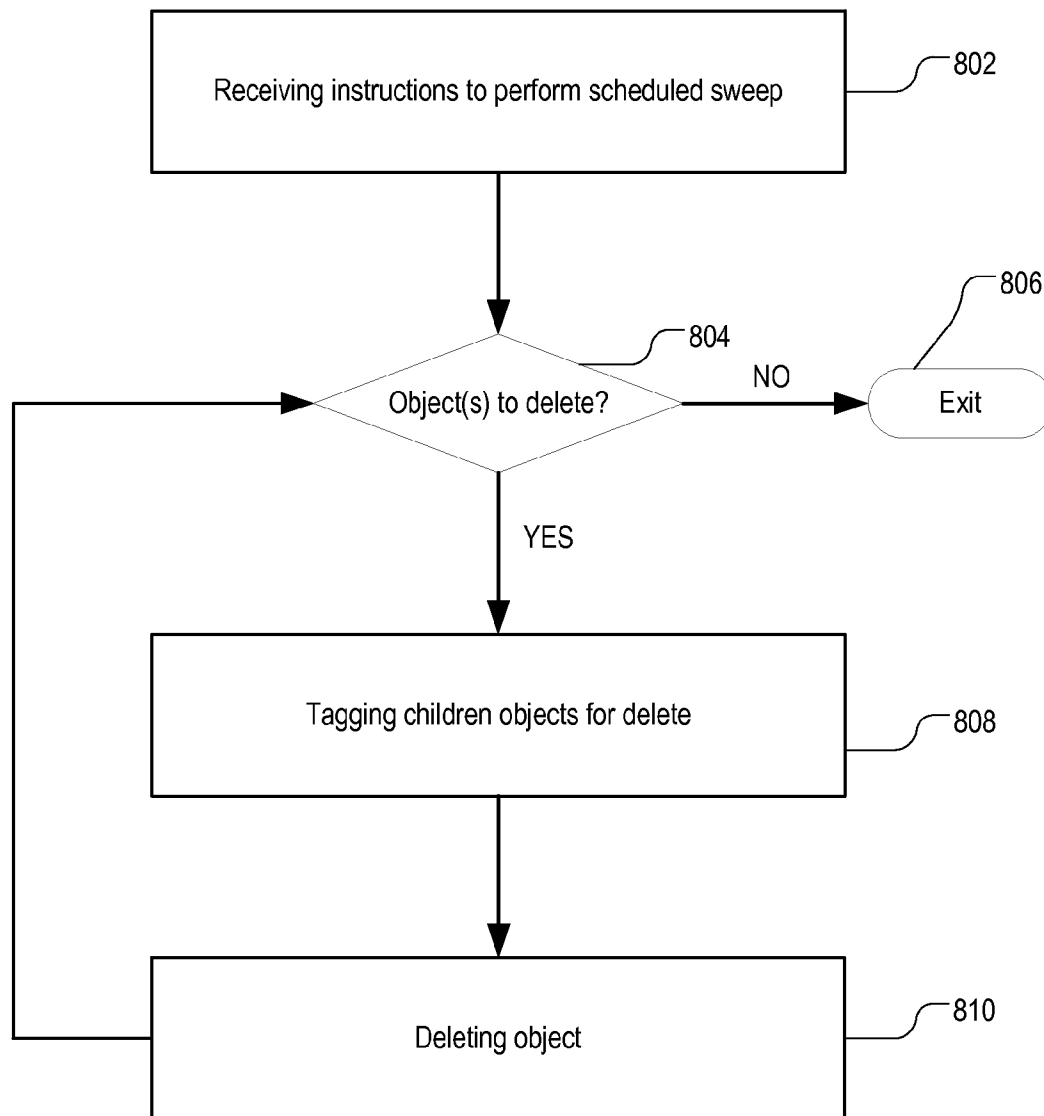 Receiving instructions to perform scheduled sweep
802
806
804
Object(s) to delete?
NO
Exit
YES
Tagging children objects for delete
808
Deleting object
810